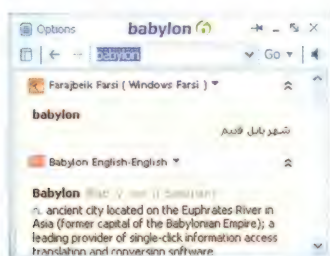 Options babylon
babylon Go
Farajbeik Farsi ( Windows Farsi )
babylon
شهر بابل قدیم
Babylon English-English
Babylon
n. ancient city located on the Euphrates River in
Asia (former capital of the Babylonian Empire); a
leading provider of single-click information access
translation and conversion software